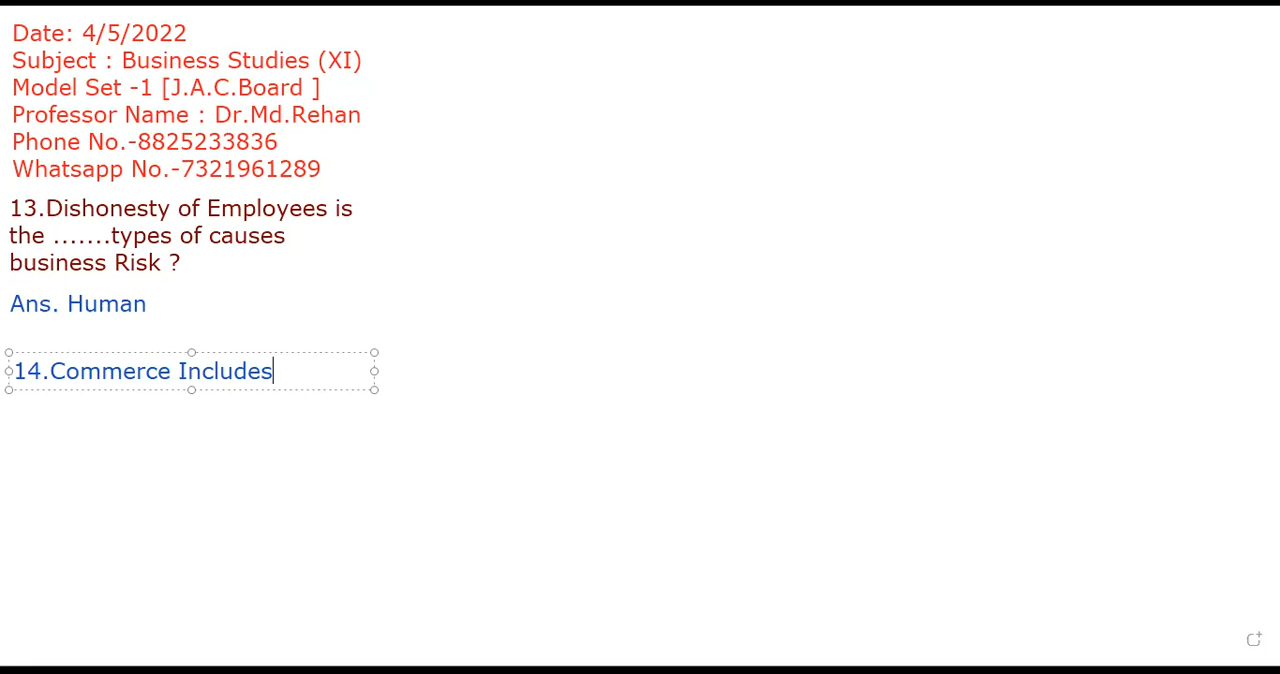 Date: 4/5/2022
Subject : Business Studies (XI)
Model Set -1 [J.A.C.Board ]
Professor Name : Dr.Md.Rehan
Phone No.-8825233836
Whatsapp No.-7321961289
13.Dishonesty of Employees is
the .......types of causes
business Risk ?
Ans. Human
14.Commerce Includes